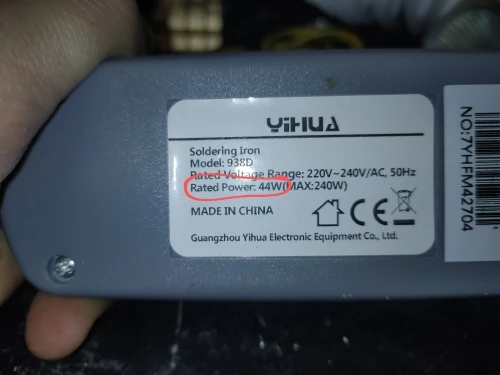 YiHUA
Soldering Iron
Model: 938D
Rated Voltage Range: 220V~240V/AC, 50Hz
Rated Power: 44W(MAX:240W)
MADE IN CHINA
CE
Guangzhou Yihua Electronic Equipment Co., Ltd.
NO:7YHFM42704